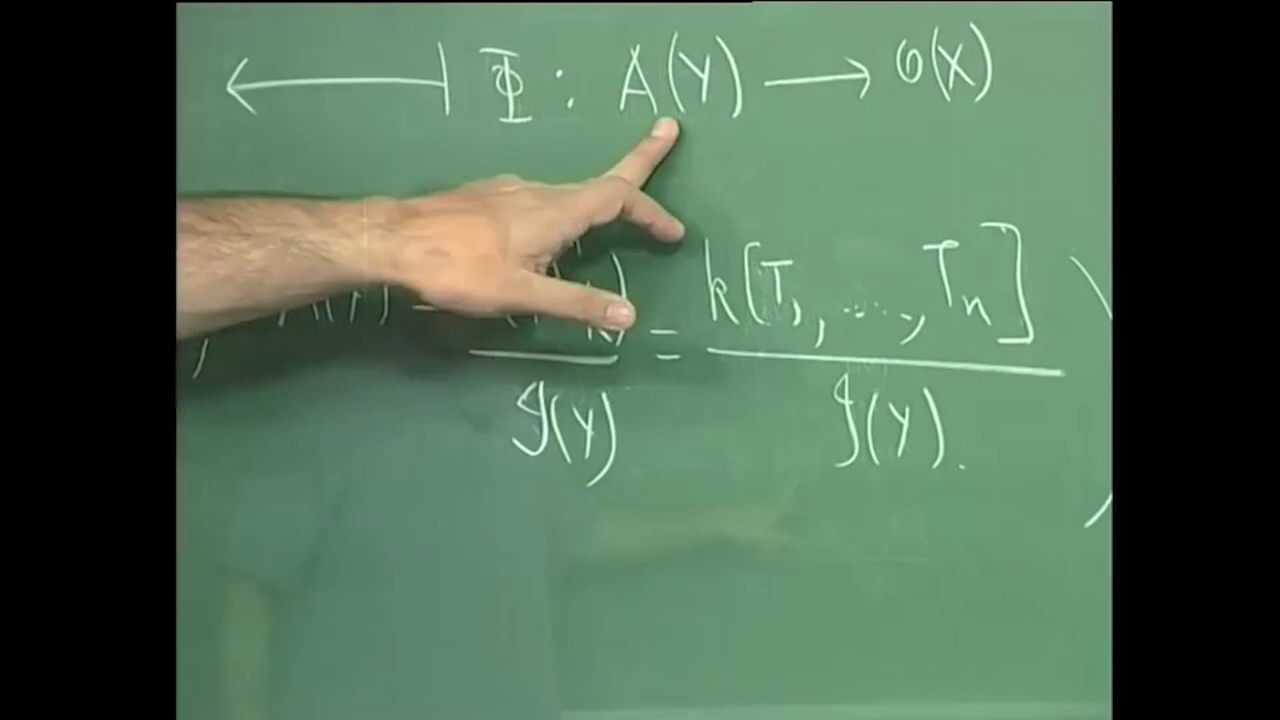 ⟵| Φ : A(Y) ⟶ O(X)
k[T₁, ..., Tₙ]
=
I(Y) I(Y).